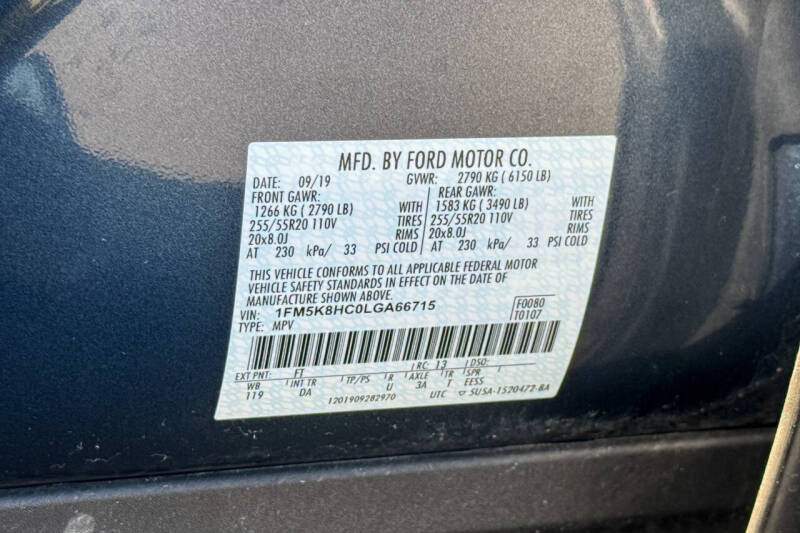 MFD. BY FORD MOTOR CO.
DATE: 09/19 GVWR: 2790 KG ( 6150 LB)
FRONT GAWR: REAR GAWR:
1266 KG ( 2790 LB) WITH 1583 KG ( 3490 LB) WITH
255/55R20 110V TIRES 255/55R20 110V TIRES
20x8.0J RIMS 20x8.0J RIMS
AT 230 kPa/ 33 PSI COLD AT 230 kPa/ 33 PSI COLD
THIS VEHICLE CONFORMS TO ALL APPLICABLE FEDERAL MOTOR
VEHICLE SAFETY STANDARDS IN EFFECT ON THE DATE OF
MANUFACTURE SHOWN ABOVE.
VIN: 1FM5K8HC0LGA66715 F0080
TYPE: MPV T0107
EXT PNT: FT RC: 13 DSO:
WB INT TR TP/PS R AXLE TR SPR
119 DA U 3A T EESS
1201909282970 UTC ▽ 5USA-1520472-BA